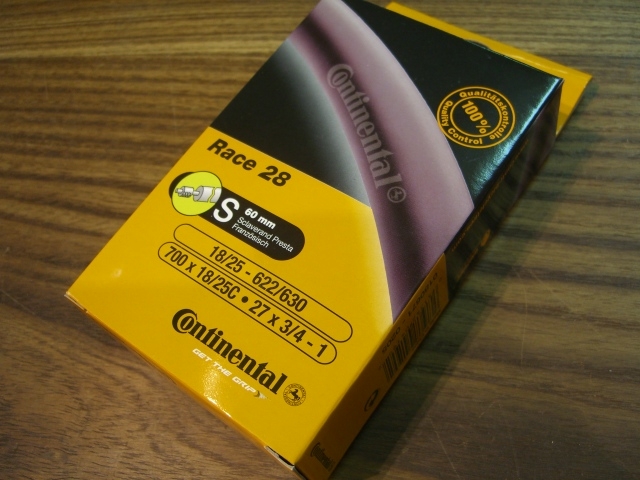 Continental
Qualitätskontrolle
100%
Quality Control
Race 28
S
60 mm
Sclaverand Presta
Französisch
18/25 - 622/630
700 x 18/25C • 27 x 3/4 - 1
Continental
GET THE GRIP
Continental